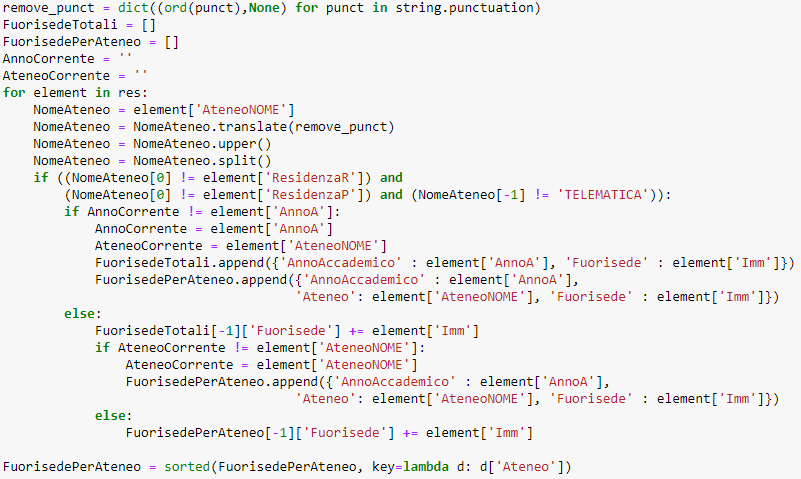 remove_punct = dict((ord(punct),None) for punct in string.punctuation)
FuorisedeTotali = []
FuorisedePerAteneo = []
AnnoCorrente = ''
AteneoCorrente = ''
for element in res:
    NomeAteneo = element['AteneoNOME']
    NomeAteneo = NomeAteneo.translate(remove_punct)
    NomeAteneo = NomeAteneo.upper()
    NomeAteneo = NomeAteneo.split()
    if ((NomeAteneo[0] != element['ResidenzaR']) and
        (NomeAteneo[0] != element['ResidenzaP']) and (NomeAteneo[-1] != 'TELEMATICA')):
        if AnnoCorrente != element['AnnoA']:
            AnnoCorrente = element['AnnoA']
            AteneoCorrente = element['AteneoNOME']
            FuorisedeTotali.append({'AnnoAccademico' : element['AnnoA'], 'Fuorisede' : element['Imm']})
            FuorisedePerAteneo.append({'AnnoAccademico' : element['AnnoA'],
                                       'Ateneo': element['AteneoNOME'], 'Fuorisede' : element['Imm']})
        else:
            FuorisedeTotali[-1]['Fuorisede'] += element['Imm']
            if AteneoCorrente != element['AteneoNOME']:
                AteneoCorrente = element['AteneoNOME']
                FuorisedePerAteneo.append({'AnnoAccademico' : element['AnnoA'],
                                       'Ateneo': element['AteneoNOME'], 'Fuorisede' : element['Imm']})
            else:
                FuorisedePerAteneo[-1]['Fuorisede'] += element['Imm']
FuorisedePerAteneo = sorted(FuorisedePerAteneo, key=lambda d: d['Ateneo'])